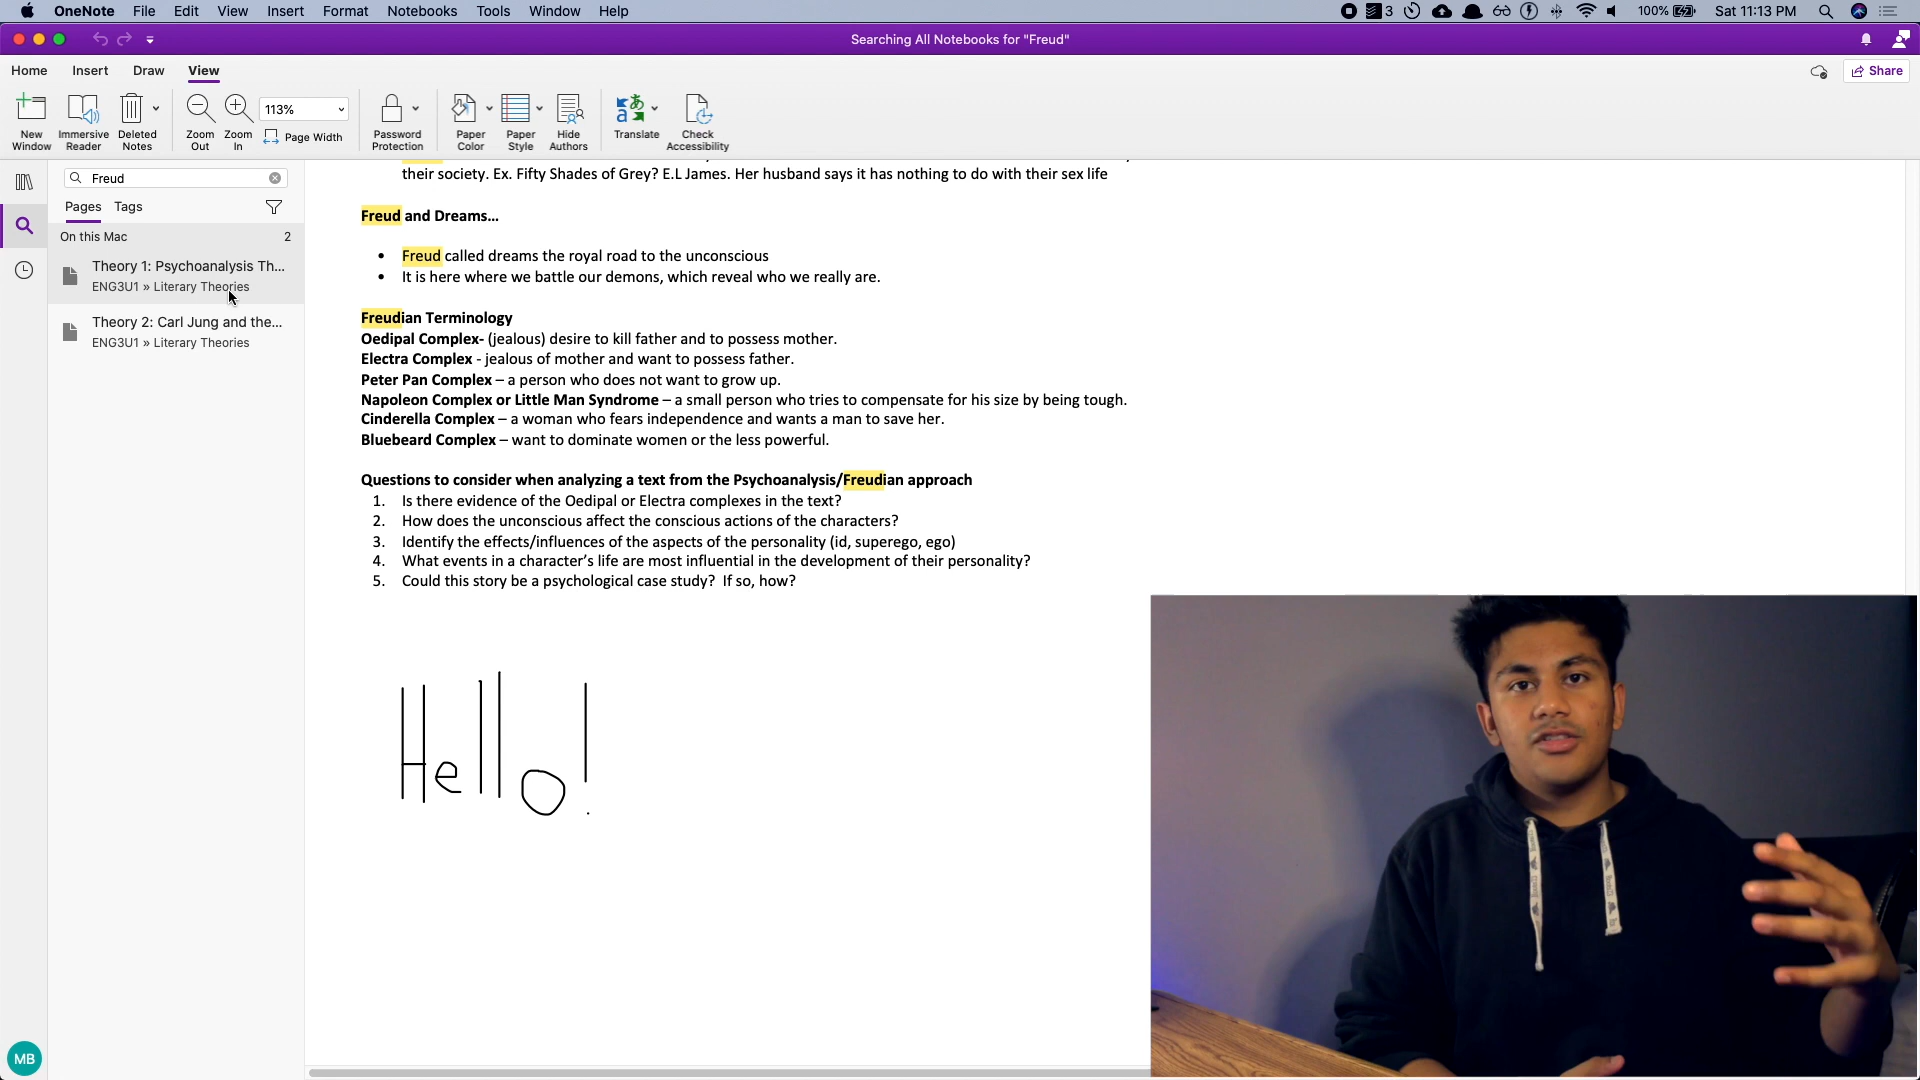 OneNote File Edit View Insert Format Notebooks Tools Window Help 3 100% Sat 11:13 PM
Searching All Notebooks for "Freud"
Home Insert Draw View Share
113%
Page Width
New Window
Immersive Reader
Deleted Notes
Zoom Out
Zoom In
Password Protection
Paper Color
Paper Style
Hide Authors
Translate
Check Accessibility
Freud
Pages Tags
On this Mac 2
Theory 1: Psychoanalysis Th...
ENG3U1 » Literary Theories
Theory 2: Carl Jung and the...
ENG3U1 » Literary Theories
MB
their society. Ex. Fifty Shades of Grey? E.L James. Her husband says it has nothing to do with their sex life
Freud and Dreams...
• Freud called dreams the royal road to the unconscious
• It is here where we battle our demons, which reveal who we really are.
Freudian Terminology
Oedipal Complex- (jealous) desire to kill father and to possess mother.
Electra Complex - jealous of mother and want to possess father.
Peter Pan Complex – a person who does not want to grow up.
Napoleon Complex or Little Man Syndrome – a small person who tries to compensate for his size by being tough.
Cinderella Complex – a woman who fears independence and wants a man to save her.
Bluebeard Complex – want to dominate women or the less powerful.
Questions to consider when analyzing a text from the Psychoanalysis/Freudian approach
1. Is there evidence of the Oedipal or Electra complexes in the text?
2. How does the unconscious affect the conscious actions of the characters?
3. Identify the effects/influences of the aspects of the personality (id, superego, ego)
4. What events in a character's life are most influential in the development of their personality?
5. Could this story be a psychological case study? If so, how?
Hello!